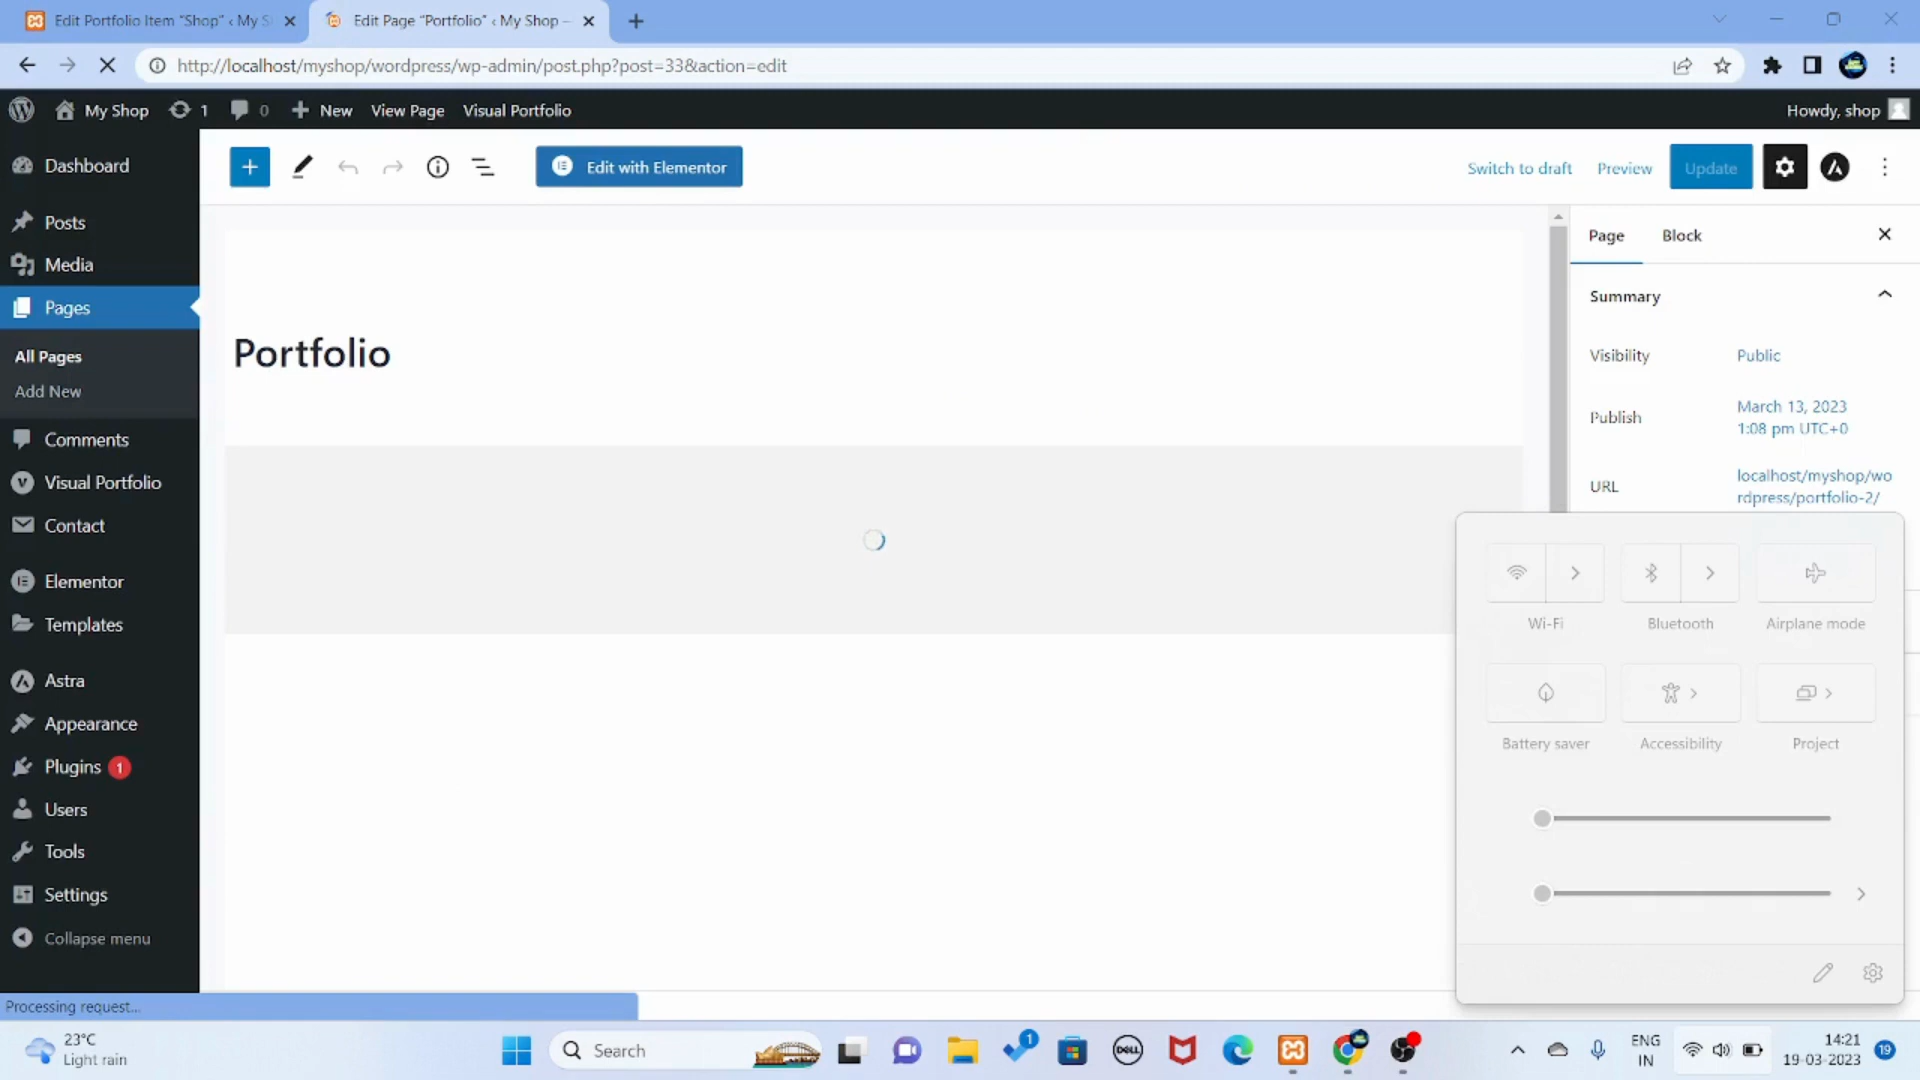 Edit Portfolio Item “Shop” ‹ My S
Edit Page “Portfolio” ‹ My Shop —
http://localhost/myshop/wordpress/wp-admin/post.php?post=33&action=edit
My Shop
1
0
New
View Page
Visual Portfolio
Howdy, shop
Dashboard
Posts
Media
Pages
All Pages
Add New
Comments
Visual Portfolio
Contact
Elementor
Templates
Astra
Appearance
Plugins 1
Users
Tools
Settings
Collapse menu
Edit with Elementor
Switch to draft
Preview
Update
Portfolio
Page
Block
Summary
Visibility
Public
Publish
March 13, 2023
1:08 pm UTC+0
URL
localhost/myshop/wo
rdpress/portfolio-2/
Wi-Fi
Bluetooth
Airplane mode
Battery saver
Accessibility
Project
Processing request...
23°C
Light rain
Search
1
DELL
ENG
IN
14:21
19-03-2023
19